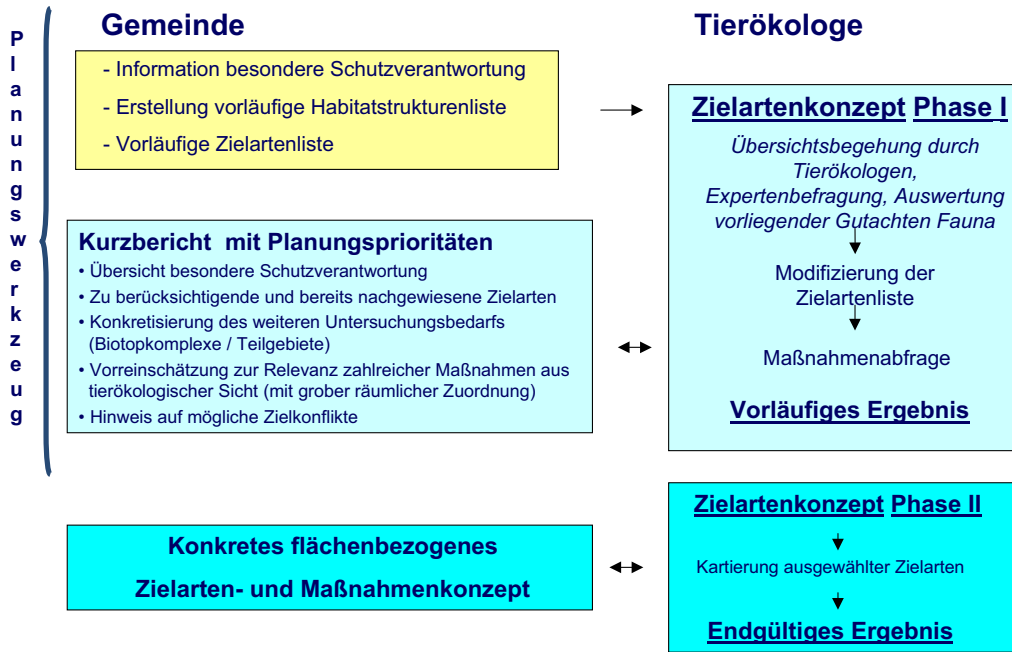 Planungswerkzeug
Gemeinde
- Information besondere Schutzverantwortung
- Erstellung vorläufige Habitatstrukturenliste
- Vorläufige Zielartenliste
Kurzbericht mit Planungsprioritäten
• Übersicht besondere Schutzverantwortung
• Zu berücksichtigende und bereits nachgewiesene Zielarten
• Konkretisierung des weiteren Untersuchungsbedarfs
(Biotopkomplexe / Teilgebiete)
• Vorreinschätzung zur Relevanz zahlreicher Maßnahmen aus
tierökologischer Sicht (mit grober räumlicher Zuordnung)
• Hinweis auf mögliche Zielkonflikte
Konkretes flächenbezogenes
Zielarten- und Maßnahmenkonzept
Tierökologe
Zielartenkonzept Phase I
Übersichtsbegehung durch
Tierökologen,
Expertenbefragung, Auswertung
vorliegender Gutachten Fauna
Modifizierung der
Zielartenliste
Maßnahmenabfrage
Vorläufiges Ergebnis
Zielartenkonzept Phase II
Kartierung ausgewählter Zielarten
Endgültiges Ergebnis